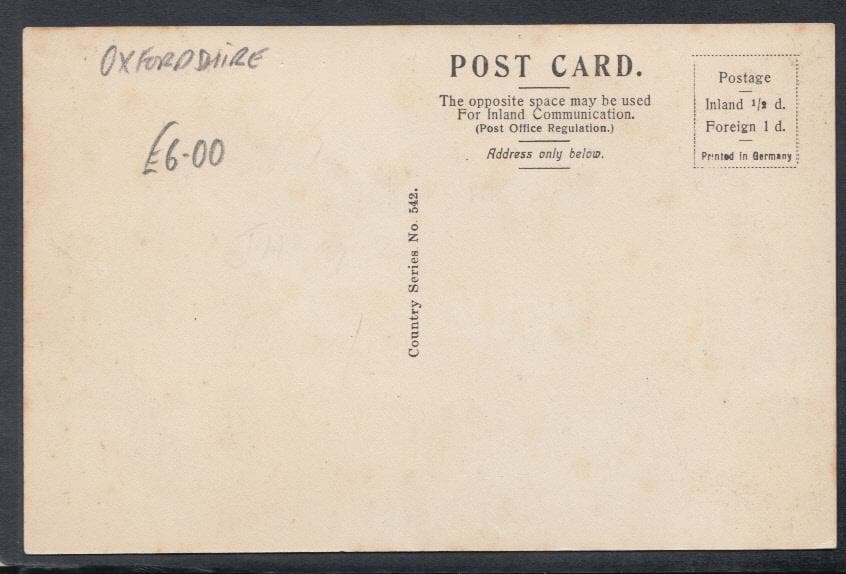 OXFORDSHIRE
£6-00
POST CARD.
The opposite space may be used
For Inland Communication.
(Post Office Regulation.)
Address only below.
Postage
Inland 1/2 d.
Foreign 1 d.
Printed in Germany
Country Series No. 542.